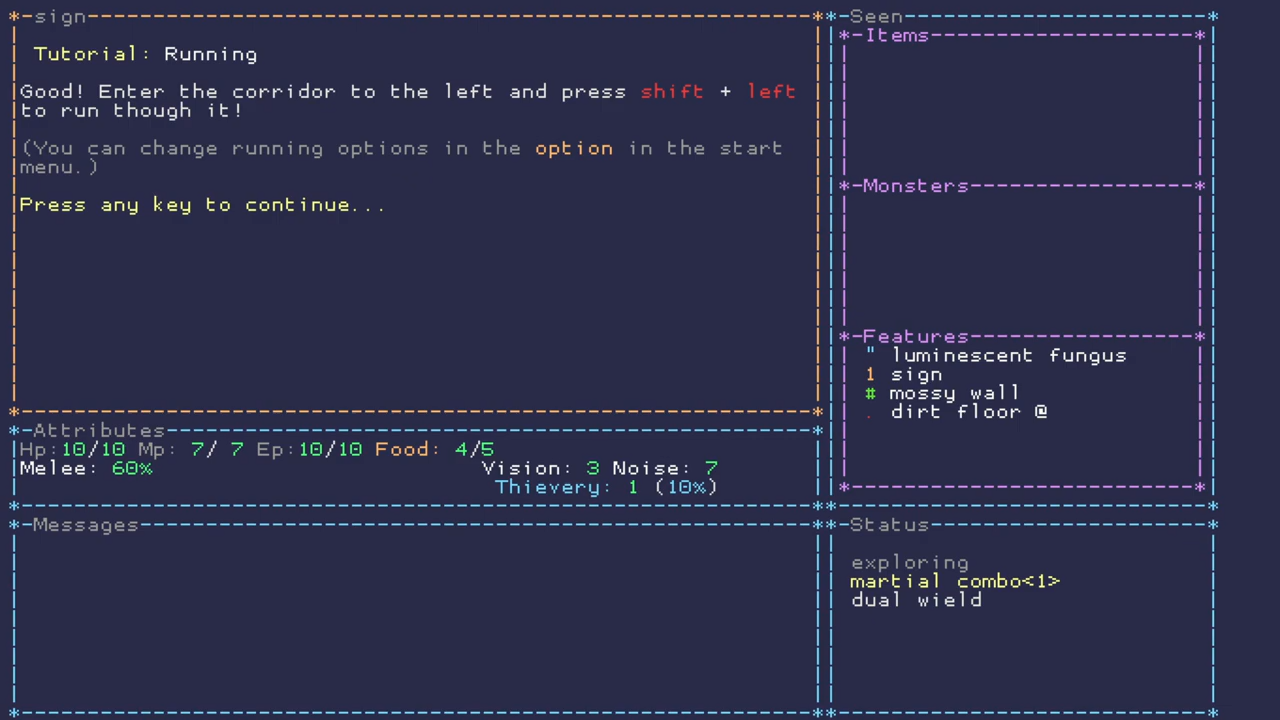 sign
Tutorial: Running
Good! Enter the corridor to the left and press shift + left
to run though it!
(You can change running options in the option in the start
menu.)
Press any key to continue...
Attributes
Hp:10/10 Mp: 7/ 7 Ep:10/10 Food: 4/5
Melee: 60% Vision: 3 Noise: 7
Thievery: 1 (10%)
Messages
Seen
Items
Monsters
Features
" luminescent fungus
1 sign
# mossy wall
. dirt floor @
Status
exploring
martial combo<1>
dual wield